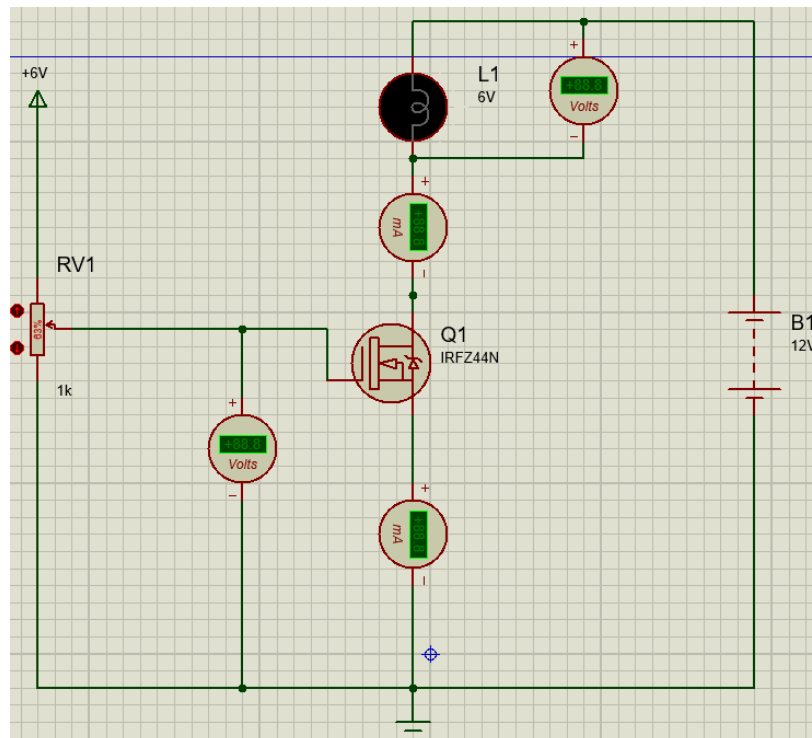 +6V
L1
6V
+88.8
Volts
+
-
+
+88.8
mA
-
RV1
63%
1k
Q1
IRFZ44N
B1
12V
+
+88.8
Volts
-
+
+88.8
mA
-